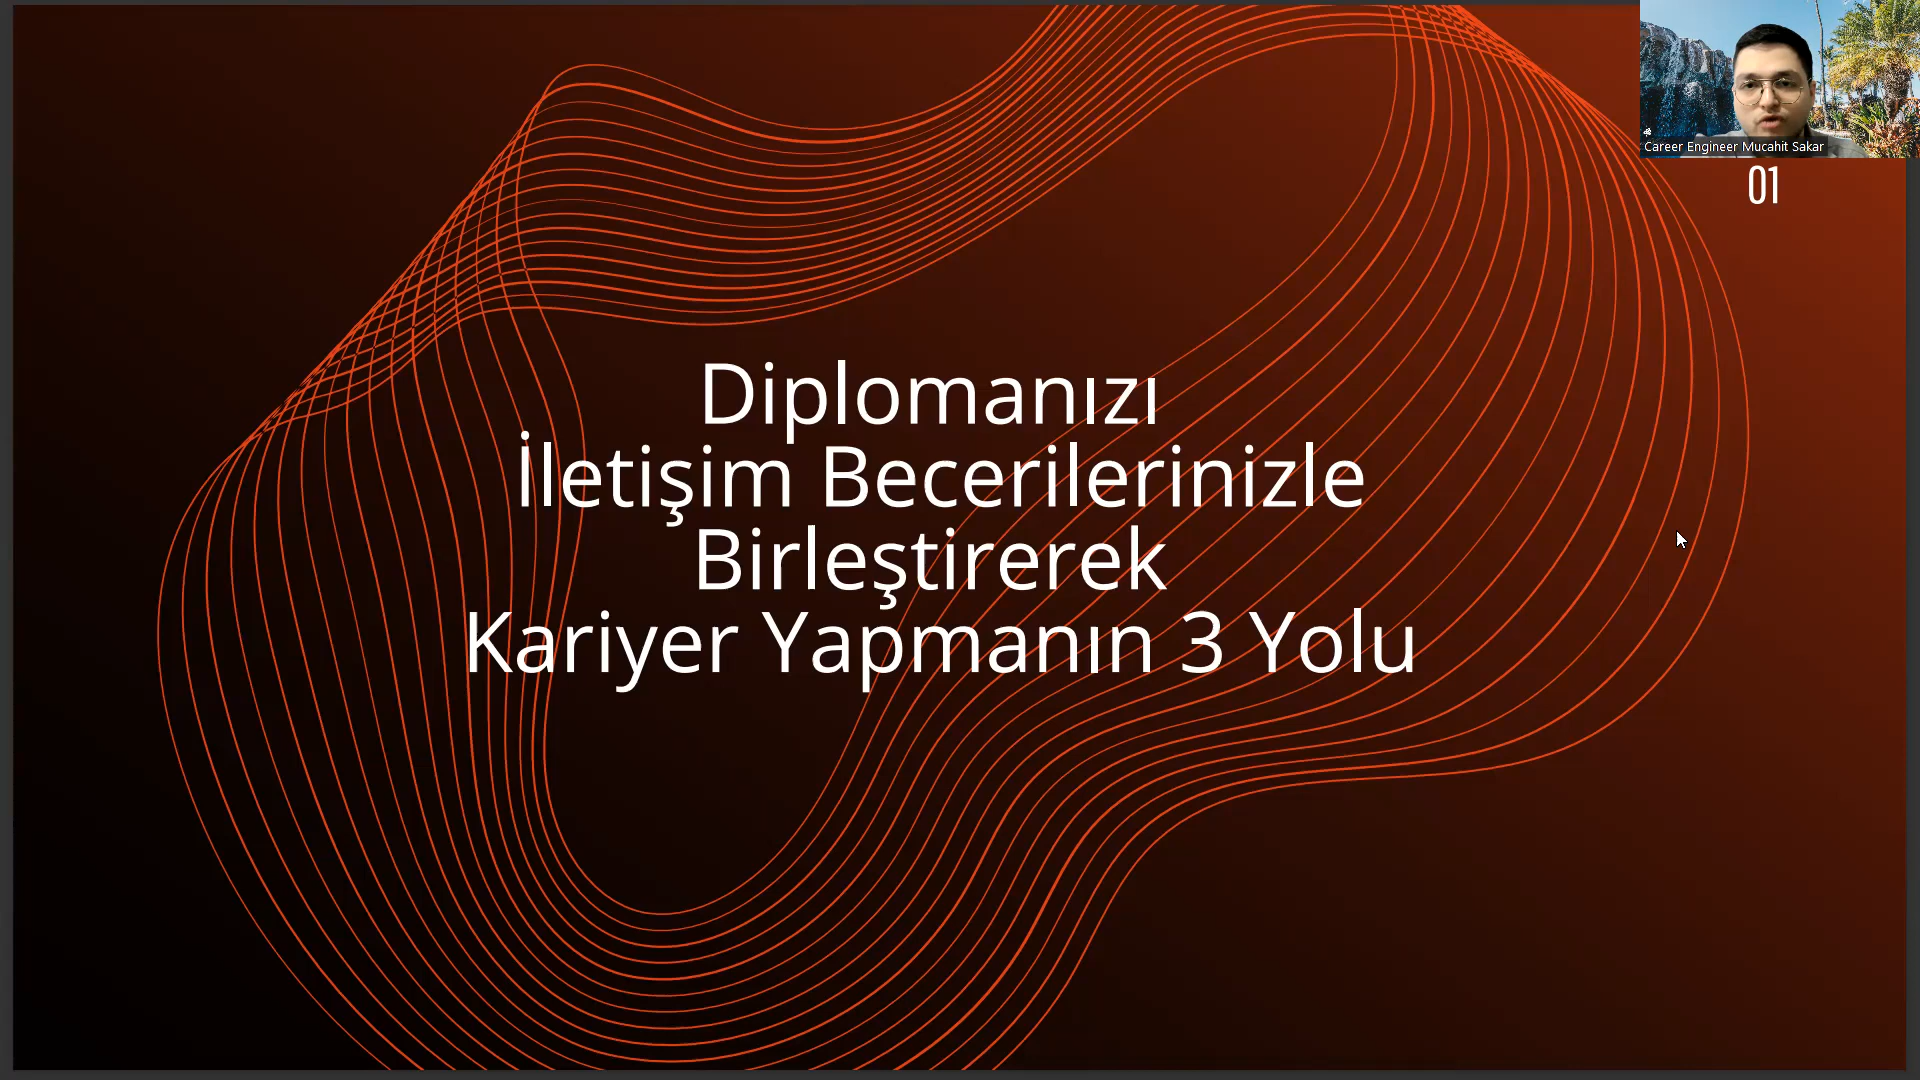 Career Engineer Mucahit Sakar
01
Diplomanızı
İletişim Becerilerinizle
Birleştirerek
Kariyer Yapmanın 3 Yolu